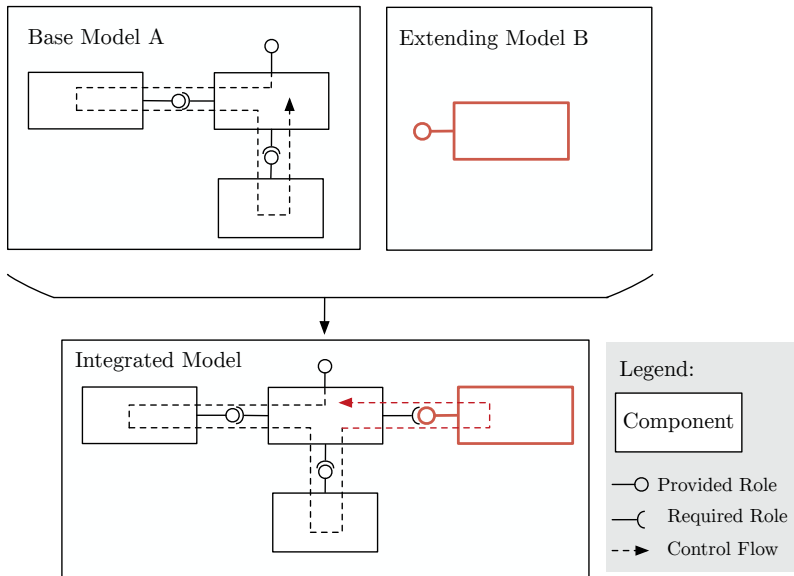 Base Model A
Extending Model B
Integrated Model
Legend:
Component
Provided Role
Required Role
Control Flow